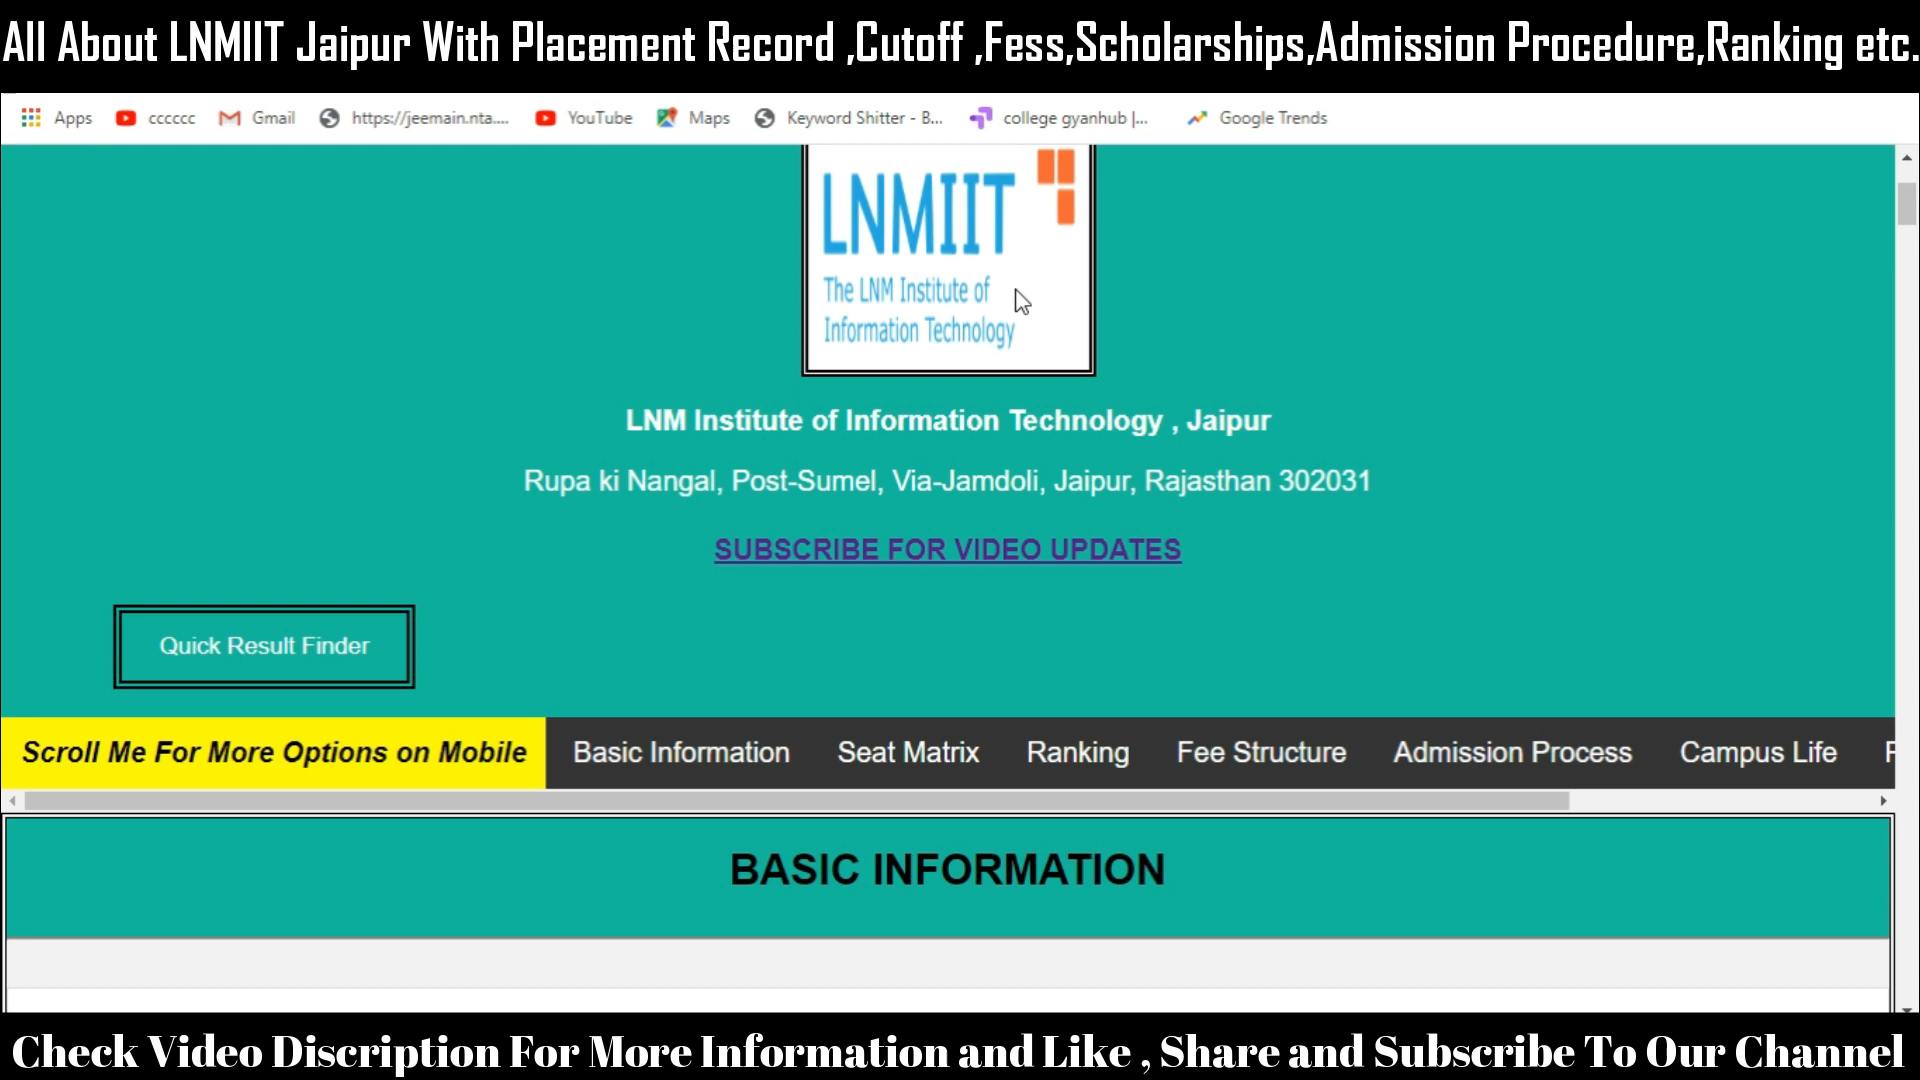 All About LNMIIT Jaipur With Placement Record ,Cutoff ,Fess,Scholarships,Admission Procedure,Ranking etc.
Apps cccccc Gmail https://jeemain.nta.... YouTube Maps Keyword Shitter - B... college gyanhub |... Google Trends
LNMIIT
The LNM Institute of
Information Technology
LNM Institute of Information Technology , Jaipur
Rupa ki Nangal, Post-Sumel, Via-Jamdoli, Jaipur, Rajasthan 302031
SUBSCRIBE FOR VIDEO UPDATES
Quick Result Finder
Scroll Me For More Options on Mobile Basic Information Seat Matrix Ranking Fee Structure Admission Process Campus Life
BASIC INFORMATION
Check Video Discription For More Information and Like , Share and Subscribe To Our Channel